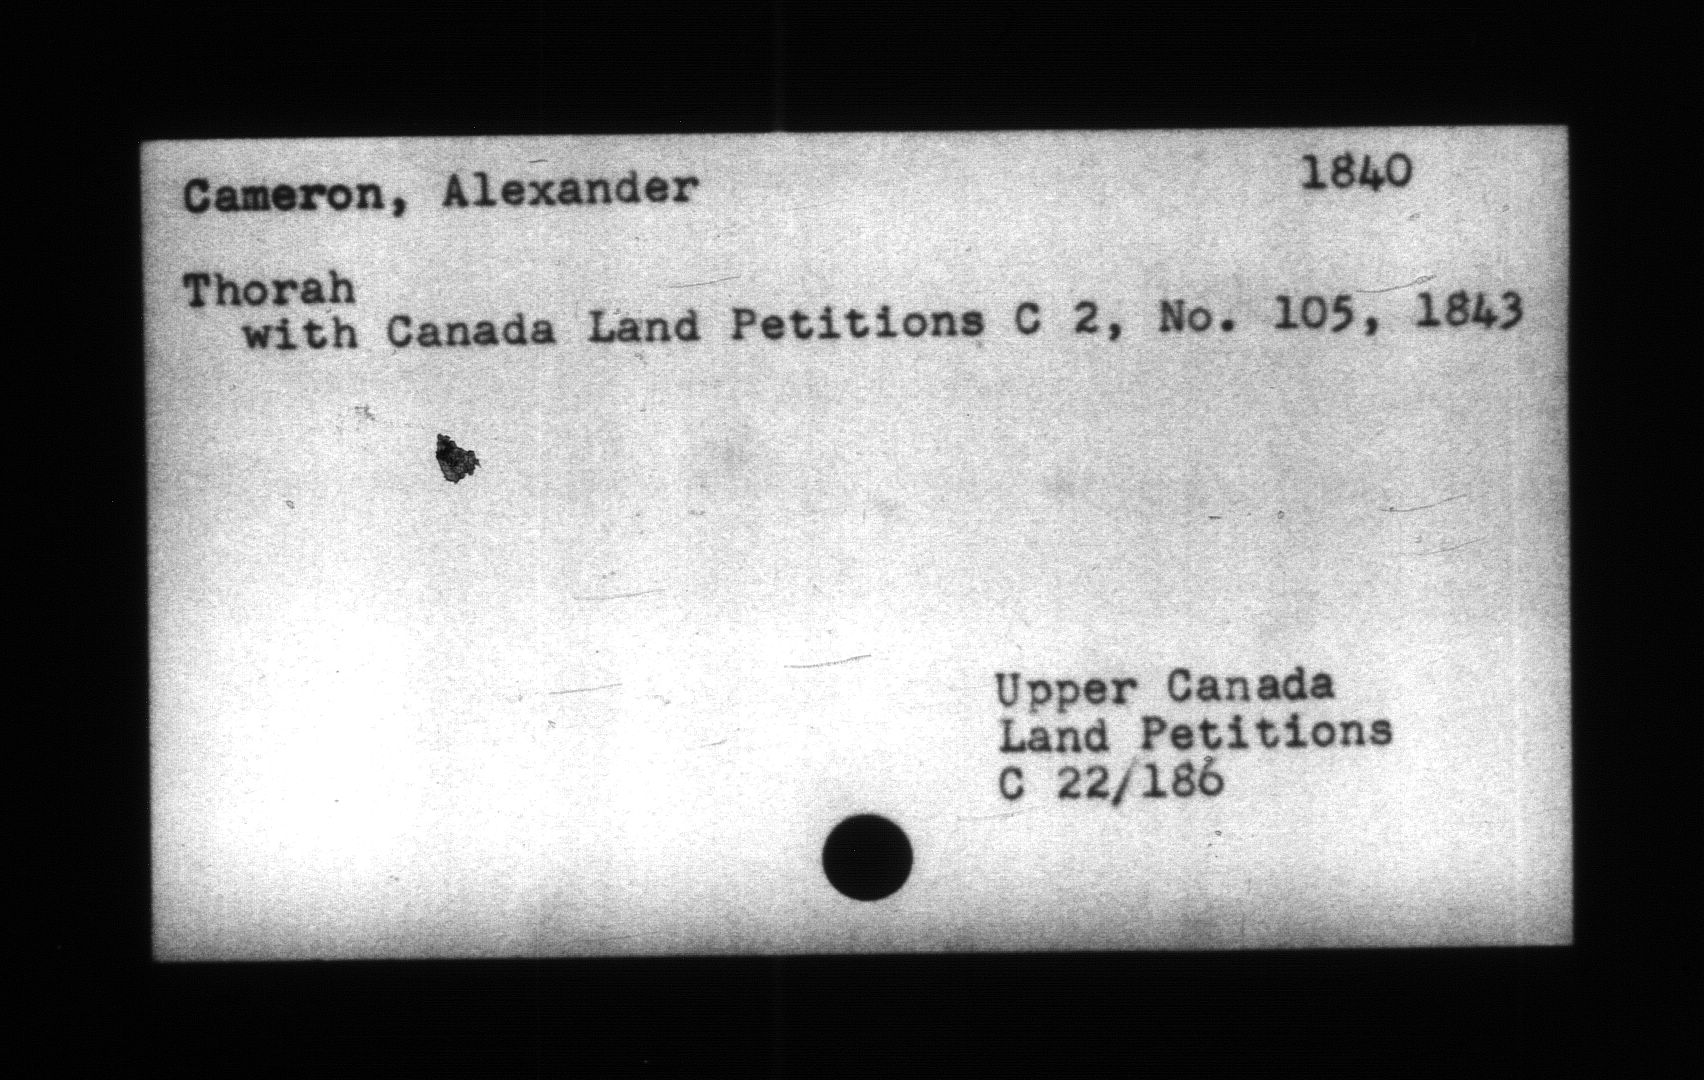 Cameron, Alexander 1840
Thorah
with Canada Land Petitions C 2, No. 105, 1843
Upper Canada
Land Petitions
C 22/186